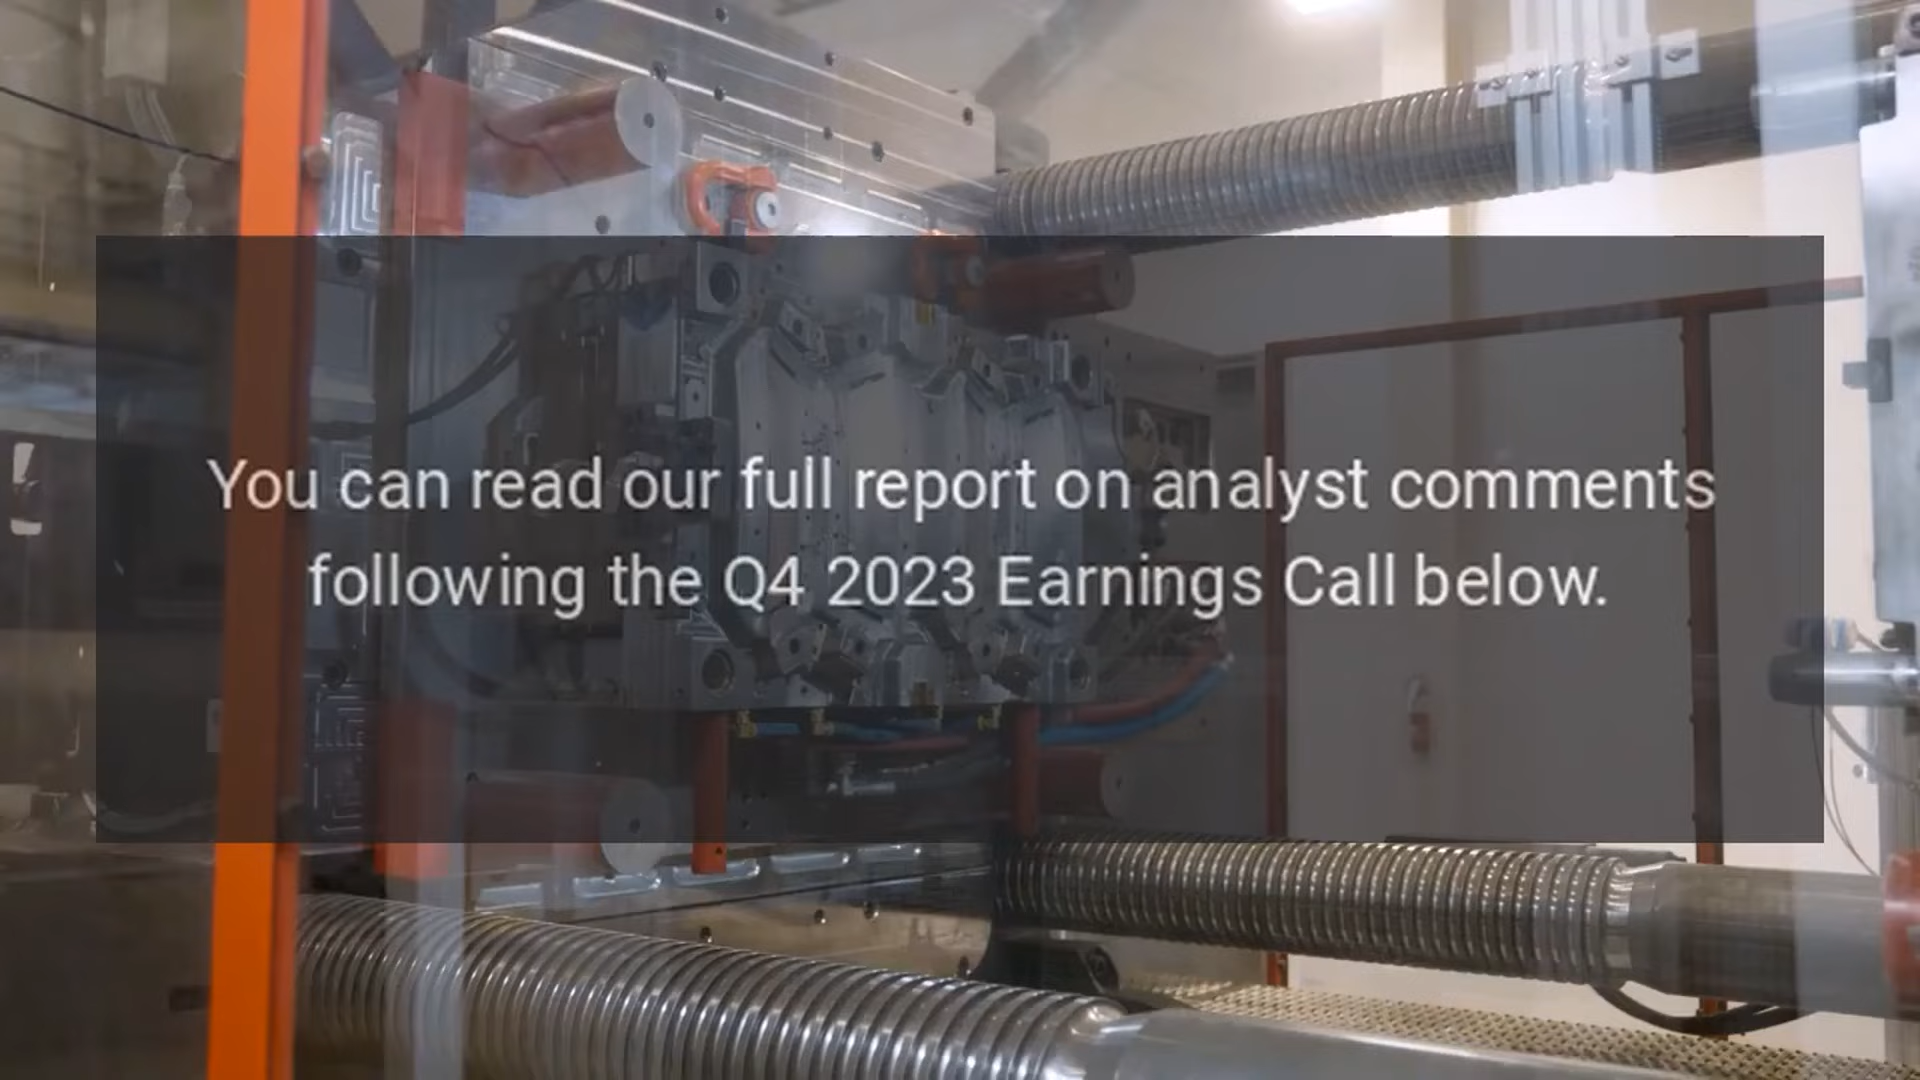 You can read our full report on analyst comments
following the Q4 2023 Earnings Call below.